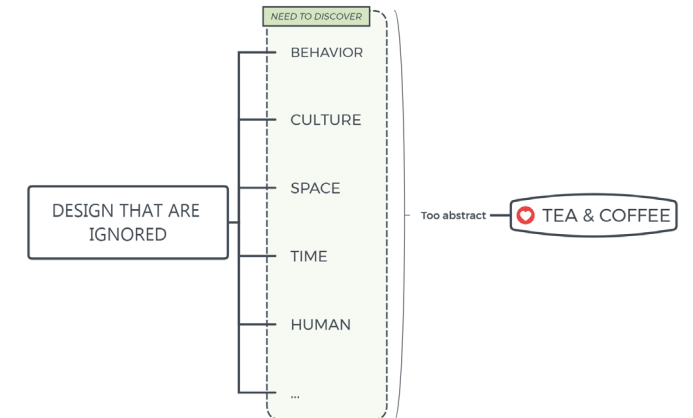 NEED TO DISCOVER
BEHAVIOR
CULTURE
SPACE
TIME
HUMAN
...
DESIGN THAT ARE
IGNORED
Too abstract
TEA & COFFEE